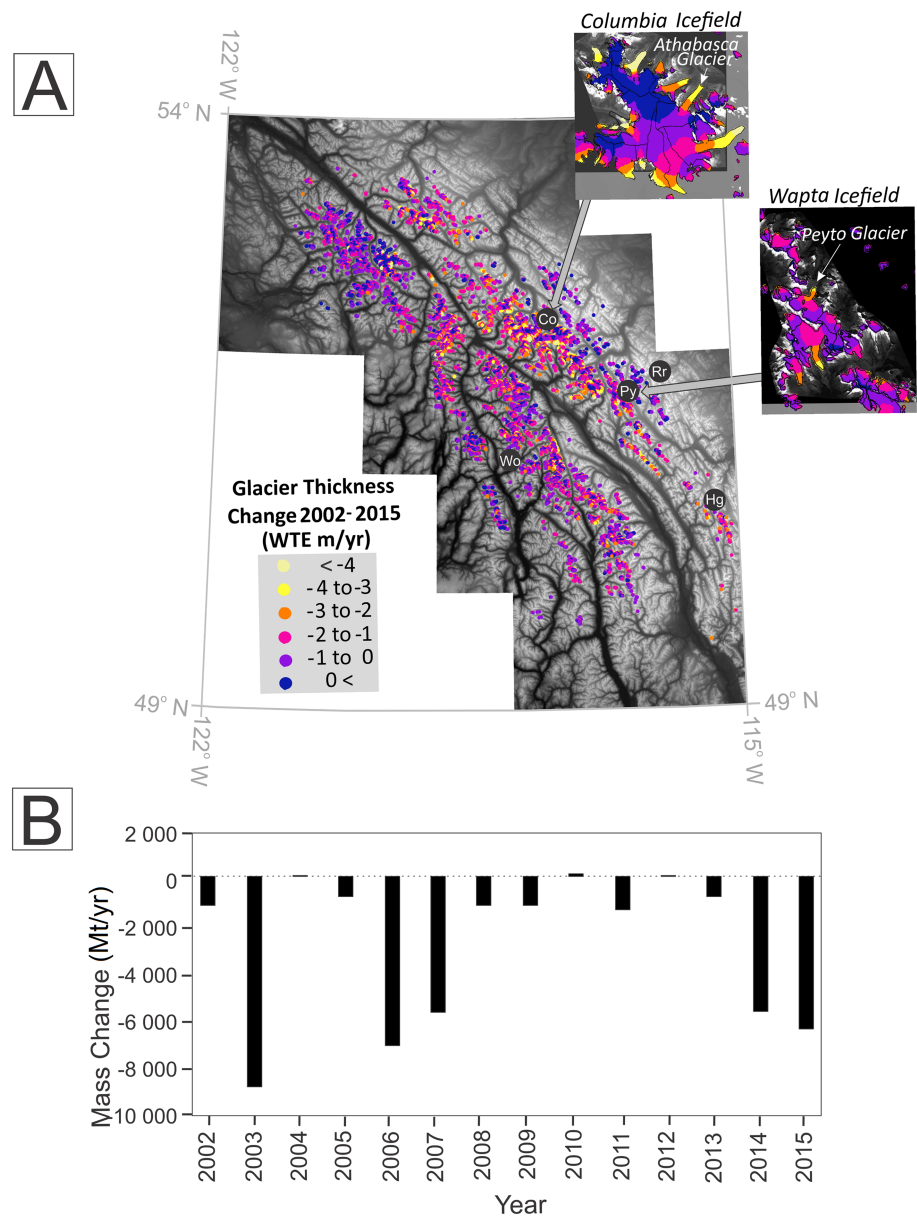 A
122° W
54° N
Columbia Icefield
Athabasca
Glacier
Wapta Icefield
Peyto Glacier
Co
Rr
Py
Wo
Hg
Glacier Thickness
Change 2002-2015
(WTE m/yr)
< -4
-4 to -3
-3 to -2
-2 to -1
-1 to 0
0 <
49° N
49° N
122° W
115° W
B
Mass Change (Mt/yr)
2 000
0
-2 000
-4 000
-6 000
-8 000
10 000
2002
2003
2004
2005
2006
2007
2008
2009
2010
2011
2012
2013
2014
2015
Year